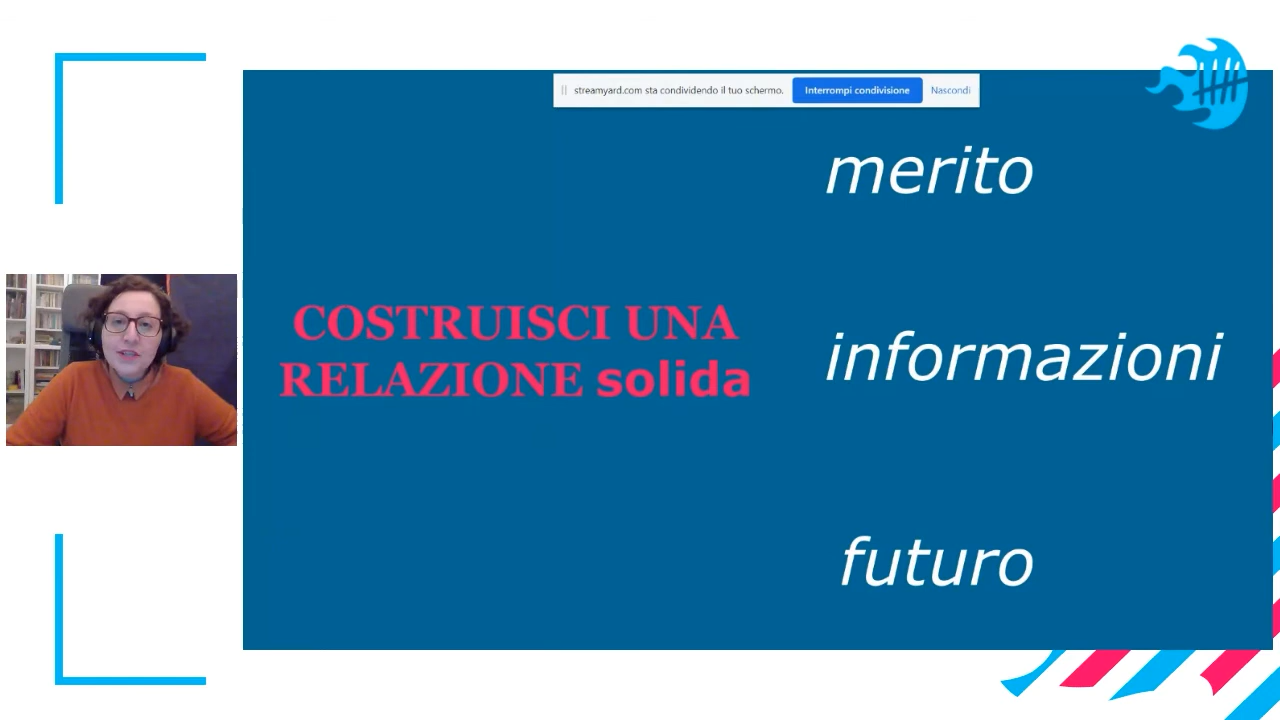 streamyard.com sta condividendo il tuo schermo.
Interrompi condivisione
Nascondi
merito
COSTRUISCI UNA
RELAZIONE solida
informazioni
futuro